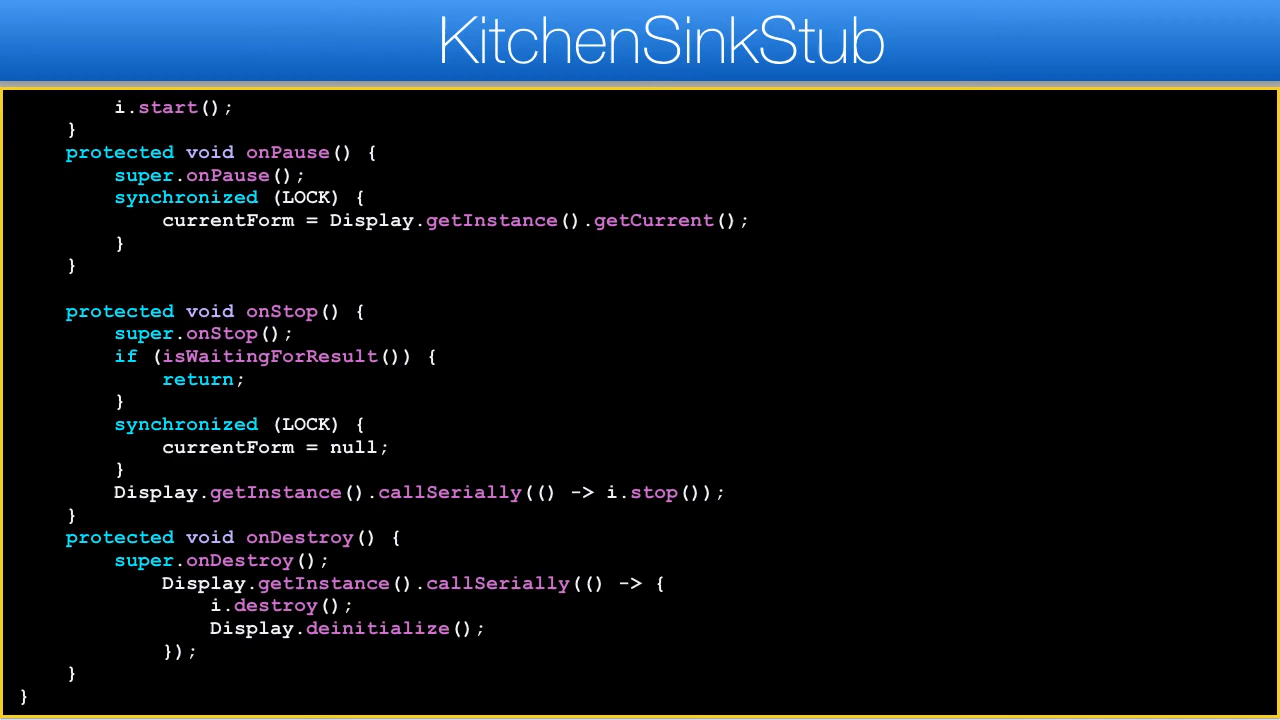 KitchenSinkStub
        i.start();
    }
    protected void onPause() {
        super.onPause();
        synchronized (LOCK) {
            currentForm = Display.getInstance().getCurrent();
        }
    }

    protected void onStop() {
        super.onStop();
        if (isWaitingForResult()) {
            return;
        }
        synchronized (LOCK) {
            currentForm = null;
        }
        Display.getInstance().callSerially(() -> i.stop());
    }
    protected void onDestroy() {
        super.onDestroy();
            Display.getInstance().callSerially(() -> {
                i.destroy();
                Display.deinitialize();
            });
    }
}